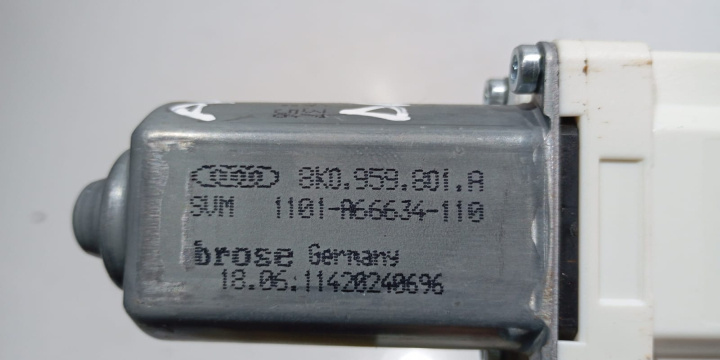 8K0.959.801.A
SVM 1101-A66634-110
brose Germany
18.06.11420240696